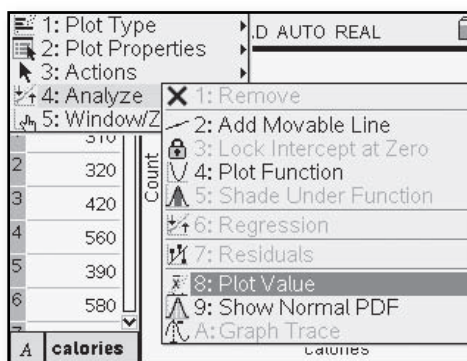 1: Plot Type
.D AUTO REAL
2: Plot Properties
3: Actions
4: Analyze
1: Remove
5: Window/Z
2: Add Movable Line
3: Lock Intercept at Zero
4: Plot Function
5: Shade Under Function
6: Regression
7: Residuals
8: Plot Value
9: Show Normal PDF
A: Graph Trace
310
2 320
3 420
4 560
5 390
6 580
Count
A calories
calories